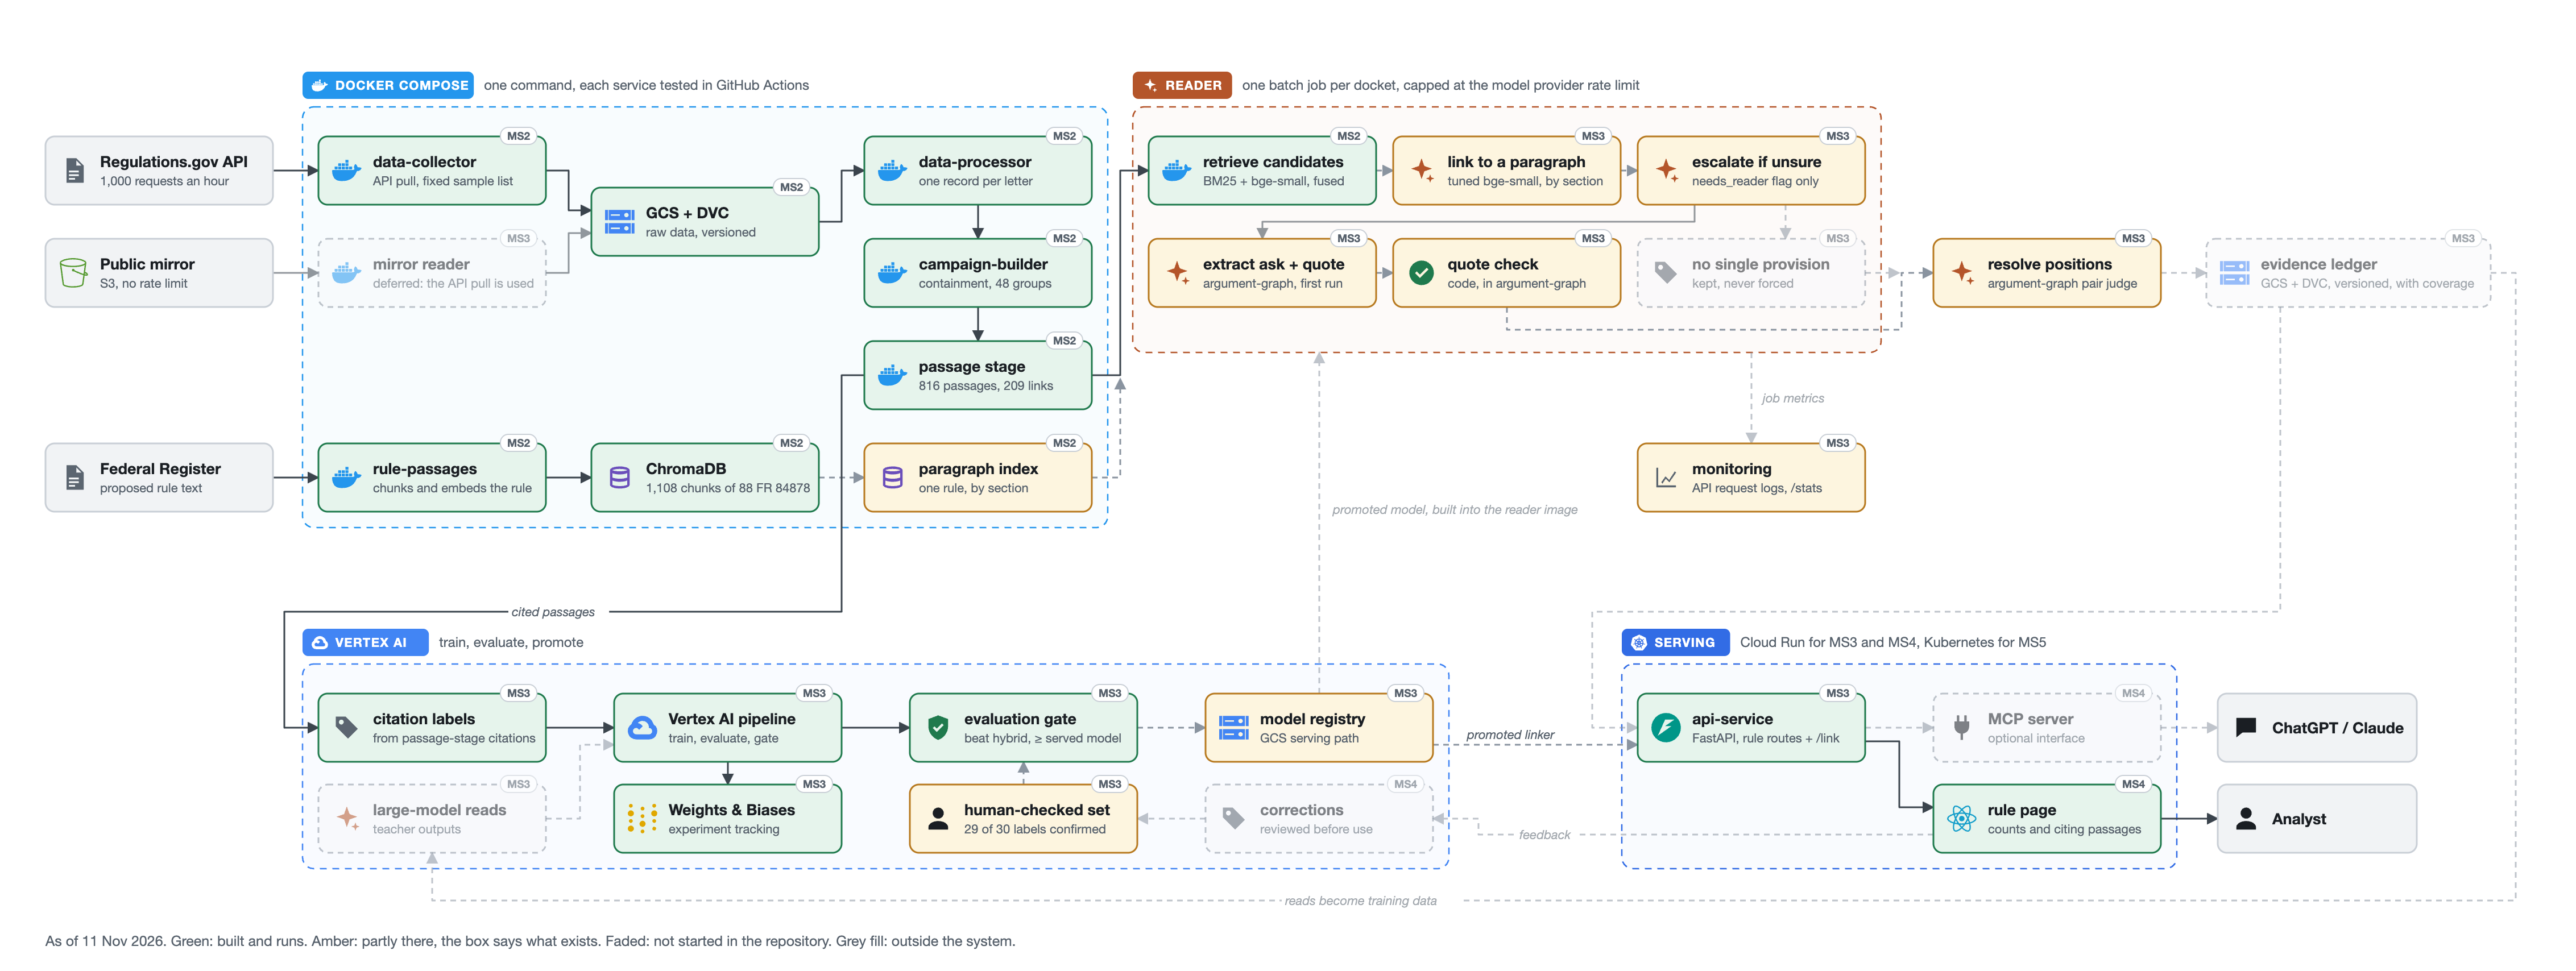 DOCKER COMPOSE
one command, each service tested in GitHub Actions
READER
one batch job per docket, capped at the model provider rate limit
Regulations.gov API
1,000 requests an hour
MS2
data-collector
API pull, fixed sample list
MS2
GCS + DVC
raw data, versioned
MS2
data-processor
one record per letter
MS2
retrieve candidates
BM25 + bge-small, fused
MS3
link to a paragraph
tuned bge-small, by section
MS3
escalate if unsure
needs_reader flag only
Public mirror
S3, no rate limit
MS3
mirror reader
deferred: the API pull is used
MS2
campaign-builder
containment, 48 groups
MS3
extract ask + quote
argument-graph, first run
MS3
quote check
code, in argument-graph
MS3
no single provision
kept, never forced
MS3
resolve positions
argument-graph pair judge
MS3
evidence ledger
GCS + DVC, versioned, with coverage
MS2
passage stage
816 passages, 209 links
job metrics
Federal Register
proposed rule text
MS2
rule-passages
chunks and embeds the rule
MS2
ChromaDB
1,108 chunks of 88 FR 84878
MS2
paragraph index
one rule, by section
MS3
monitoring
API request logs, /stats
promoted model, built into the reader image
cited passages
VERTEX AI
train, evaluate, promote
SERVING
Cloud Run for MS3 and MS4, Kubernetes for MS5
MS3
citation labels
from passage-stage citations
MS3
Vertex AI pipeline
train, evaluate, gate
MS3
evaluation gate
beat hybrid, ≥ served model
MS3
model registry
GCS serving path
promoted linker
MS3
api-service
FastAPI, rule routes + /link
MS4
MCP server
optional interface
ChatGPT / Claude
MS3
large-model reads
teacher outputs
MS3
Weights & Biases
experiment tracking
MS3
human-checked set
29 of 30 labels confirmed
MS4
corrections
reviewed before use
feedback
MS4
rule page
counts and citing passages
Analyst
reads become training data
As of 11 Nov 2026. Green: built and runs. Amber: partly there, the box says what exists. Faded: not started in the repository. Grey fill: outside the system.